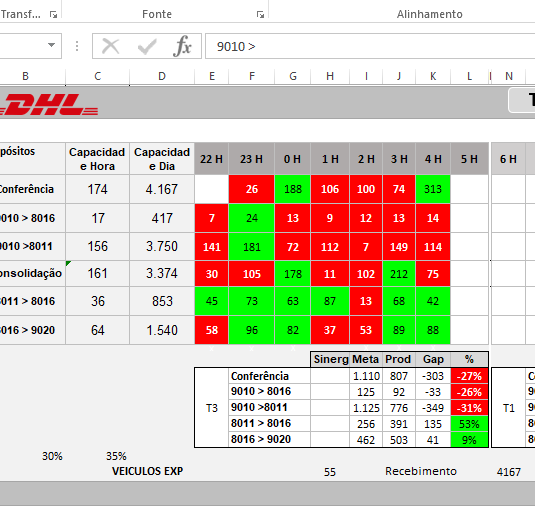 Transf...
Fonte
Alinhamento
fx 9010 >
B C D E F G H I J K L N
DHL
T
pósitos Capacidad e Hora Capacidad e Dia 22 H 23 H 0 H 1 H 2 H 3 H 4 H 5 H 6 H
Conferência 174 4.167 26 188 106 100 74 313
9010 > 8016 17 417 7 24 13 9 12 13 14
9010 >8011 156 3.750 141 181 72 112 7 149 114
onsolidação 161 3.374 30 105 178 11 102 212 75
8011 > 8016 36 853 45 73 63 87 13 68 42
8016 > 9020 64 1.540 58 96 82 37 53 89 88
Sinerg Meta Prod Gap %
Conferência 1.110 807 -303 -27%
9010 > 8016 125 92 -33 -26%
T3 9010 >8011 1.125 776 -349 -31% T1
8011 > 8016 256 391 135 53%
8016 > 9020 462 503 41 9%
30% 35%
VEICULOS EXP 55 Recebimento 4167